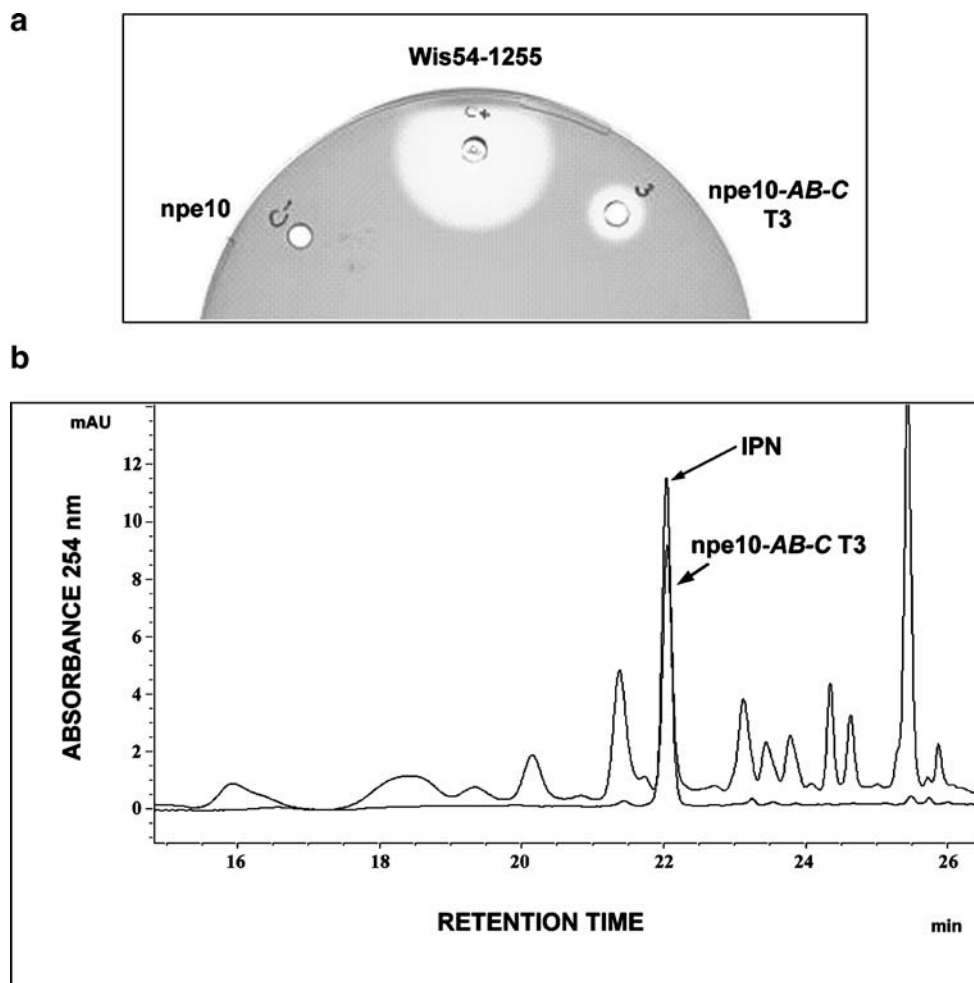 a
Wis54-1255
C+
npe10
C-
3
npe10-AB-C
T3
b
mAU
ABSORBANCE 254 nm
12
10
8
6
4
2
0
IPN
npe10-AB-C T3
16
18
20
22
24
26
RETENTION TIME
min